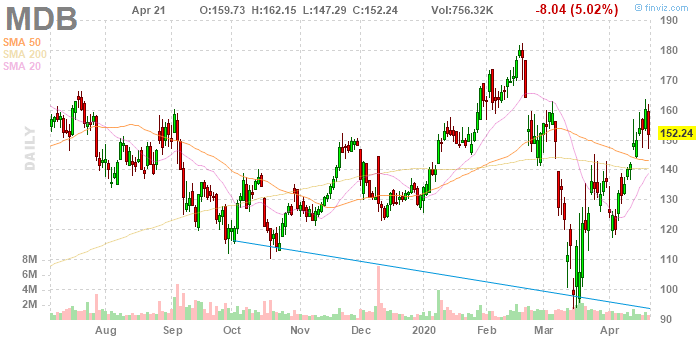 MDB
Apr 21 O:159.73 H:162.15 L:147.29 C:152.24 Vol:756.32K -8.04 (5.02%)
© finviz.com
SMA 50
SMA 200
SMA 20
DAILY
190
180
170
160
152.24
150
140
130
120
110
100
90
8M
6M
4M
2M
Aug Sep Oct Nov Dec 2020 Feb Mar Apr